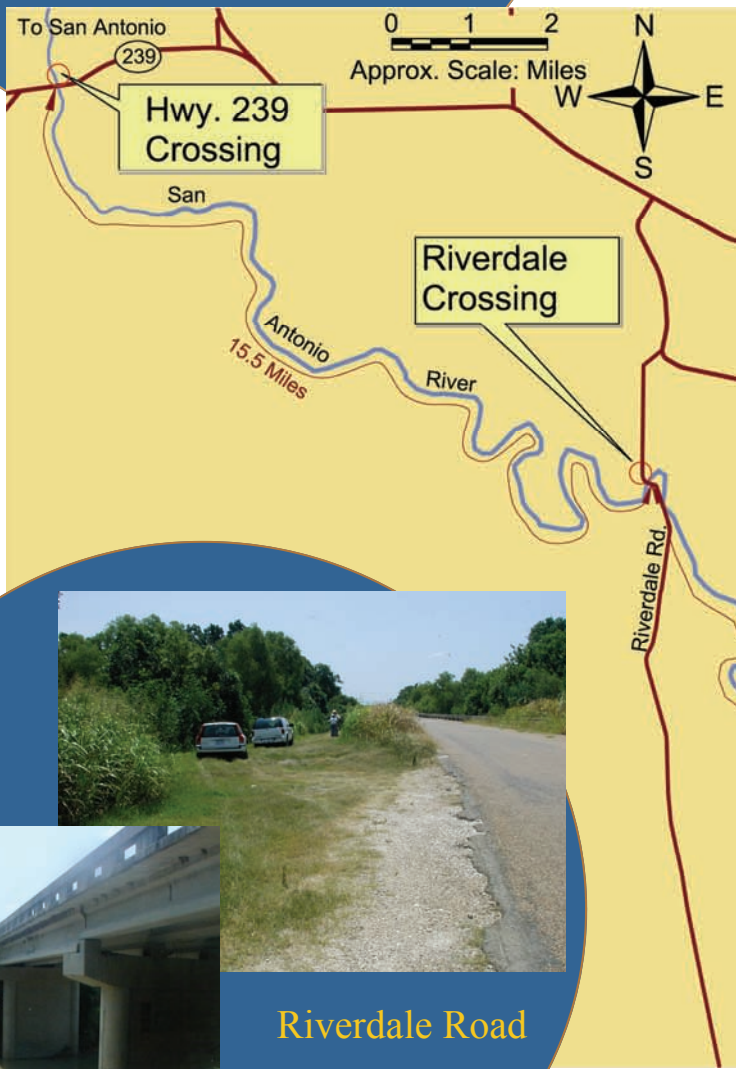 To San Antonio
239
0 1 2
Approx. Scale: Miles
N
W E
S
Hwy. 239
Crossing
San
Riverdale
Crossing
Antonio
15.5 Miles
River
Riverdale Rd.
Riverdale Road